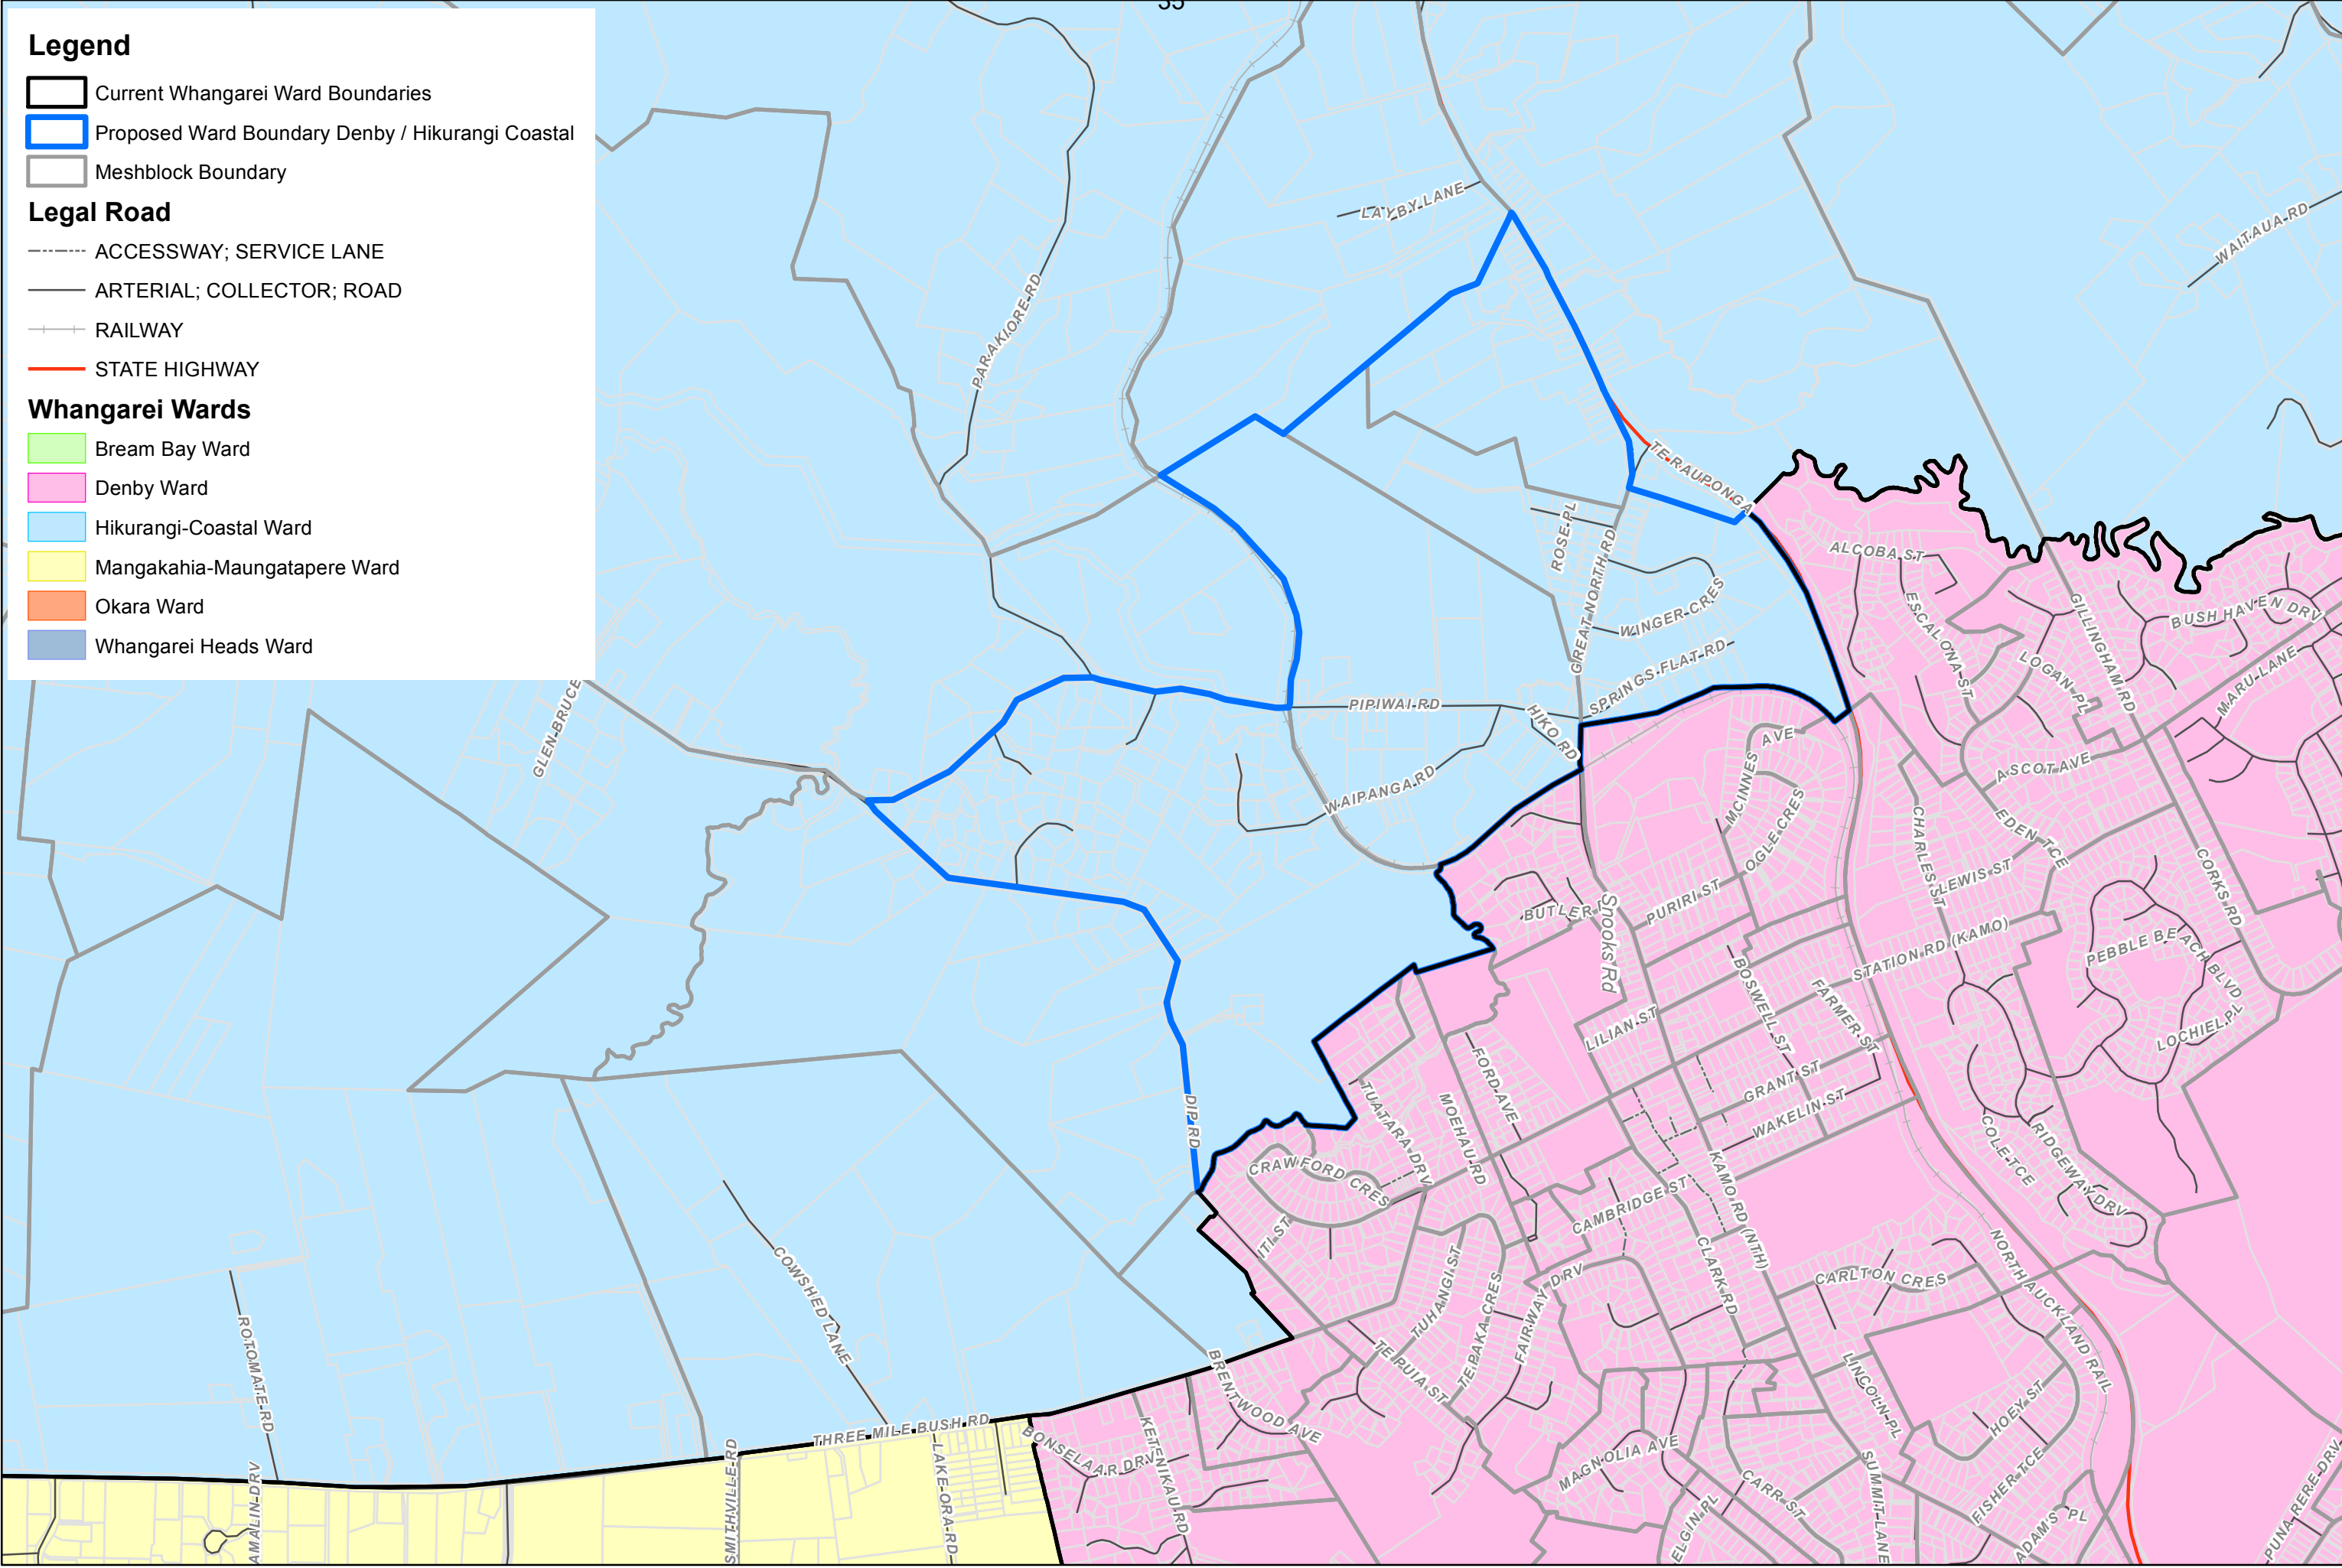 35
Legend
Current Whangarei Ward Boundaries
Proposed Ward Boundary Denby / Hikurangi Coastal
Meshblock Boundary
Legal Road
ACCESSWAY; SERVICE LANE
ARTERIAL; COLLECTOR; ROAD
RAILWAY
STATE HIGHWAY
Whangarei Wards
Bream Bay Ward
Denby Ward
Hikurangi-Coastal Ward
Mangakahia-Maungatapere Ward
Okara Ward
Whangarei Heads Ward
LAYBY LANE
WAITAUA RD
PARAKIORE RD
TE RAUPONGA
ROSE PL
GREAT NORTH RD
ALCOBA ST
WINGER CRES
ESCALONA ST
GILLINGHAM RD
BUSH HAVEN DRV
SPRINGS FLAT RD
LOGAN PL
MARU LANE
GLEN BRUCE
PIPIWAI RD
HIKO RD
MCINNES AVE
ASCOT AVE
WAIPANGA RD
OGLE CRES
CHARLES ST
EDEN TCE
CORKS RD
LEWIS ST
BUTLER
PURIRI ST
Snooks Rd
STATION RD (KAMO)
PEBBLE BEACH BLVD
BOSWELL ST
FARMER ST
LILIAN ST
LOCHIEL PL
FORD AVE
GRANT ST
WAKELIN ST
DIP RD
TUATARA DRV
MOEHAU RD
COLE TCE
RIDGEWAY DRV
CRAWFORD CRES
KAMO RD (NTH)
CAMBRIDGE ST
ITI ST
COWSHED LANE
TUHANGI ST
CLARK RD
NORTH AUCKLAND RAIL
CARLTON CRES
FAIRWAY DRV
TEPAKA CRES
ROTOMATE RD
TE PUIA ST
BRENTWOOD AVE
LINCOLN PL
HOEY ST
THREE MILE BUSH RD
BONSELAAR DRV
KETENIKAU RD
MAGNOLIA AVE
SMITHVILLE RD
LAKE ORA RD
AMALIN DRV
CARR ST
SUMMIT LANE
FISHER TCE
ELGIN PL
ADAMS PL
PUNA RERE DRV